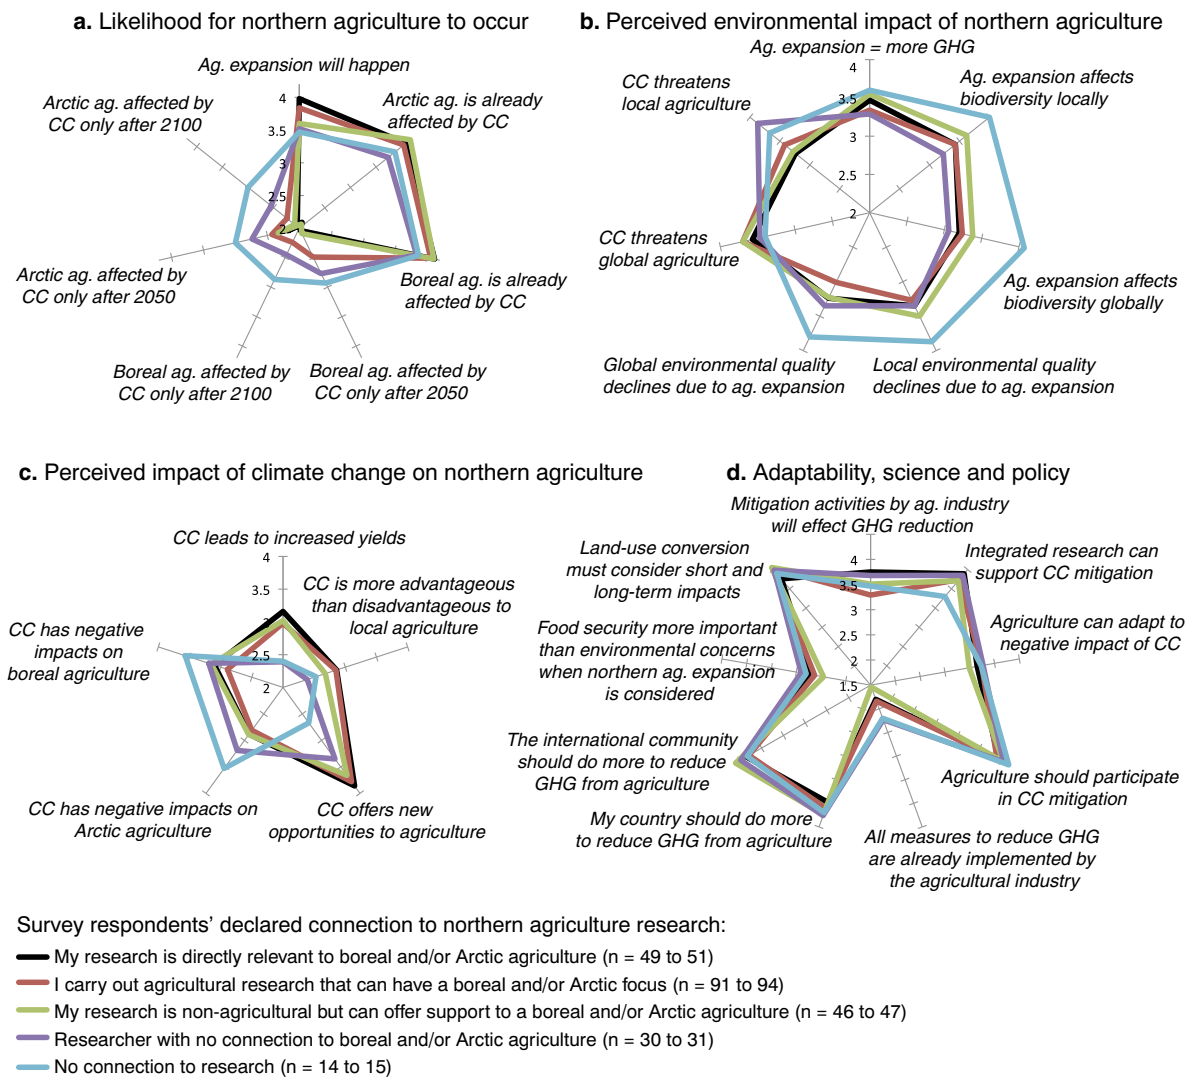 a. Likelihood for northern agriculture to occur
Ag. expansion will happen
Arctic ag. affected by
CC only after 2100
Arctic ag. is already
affected by CC
4
3.5
3
2.5
2
Arctic ag. affected by
CC only after 2050
Boreal ag. is already
affected by CC
Boreal ag. affected by
CC only after 2100
Boreal ag. affected by
CC only after 2050
b. Perceived environmental impact of northern agriculture
Ag. expansion = more GHG
CC threatens
local agriculture
Ag. expansion affects
biodiversity locally
4
3.5
3
2.5
2
CC threatens
global agriculture
Ag. expansion affects
biodiversity globally
Global environmental quality
declines due to ag. expansion
Local environmental quality
declines due to ag. expansion
c. Perceived impact of climate change on northern agriculture
CC leads to increased yields
4
3.5
3
2.5
2
CC is more advantageous
than disadvantageous to
local agriculture
CC has negative
impacts on
boreal agriculture
CC has negative impacts on
Arctic agriculture
CC offers new
opportunities to agriculture
d. Adaptability, science and policy
Mitigation activities by ag. industry
will effect GHG reduction
Land-use conversion
must consider short and
long-term impacts
Integrated research can
support CC mitigation
4
3.5
3
2.5
2
1.5
Food security more important
than environmental concerns
when northern ag. expansion
is considered
Agriculture can adapt to
negative impact of CC
The international community
should do more to reduce
GHG from agriculture
Agriculture should participate
in CC mitigation
My country should do more
to reduce GHG from agriculture
All measures to reduce GHG
are already implemented by
the agricultural industry
Survey respondents' declared connection to northern agriculture research:
My research is directly relevant to boreal and/or Arctic agriculture (n = 49 to 51)
I carry out agricultural research that can have a boreal and/or Arctic focus (n = 91 to 94)
My research is non-agricultural but can offer support to a boreal and/or Arctic agriculture (n = 46 to 47)
Researcher with no connection to boreal and/or Arctic agriculture (n = 30 to 31)
No connection to research (n = 14 to 15)